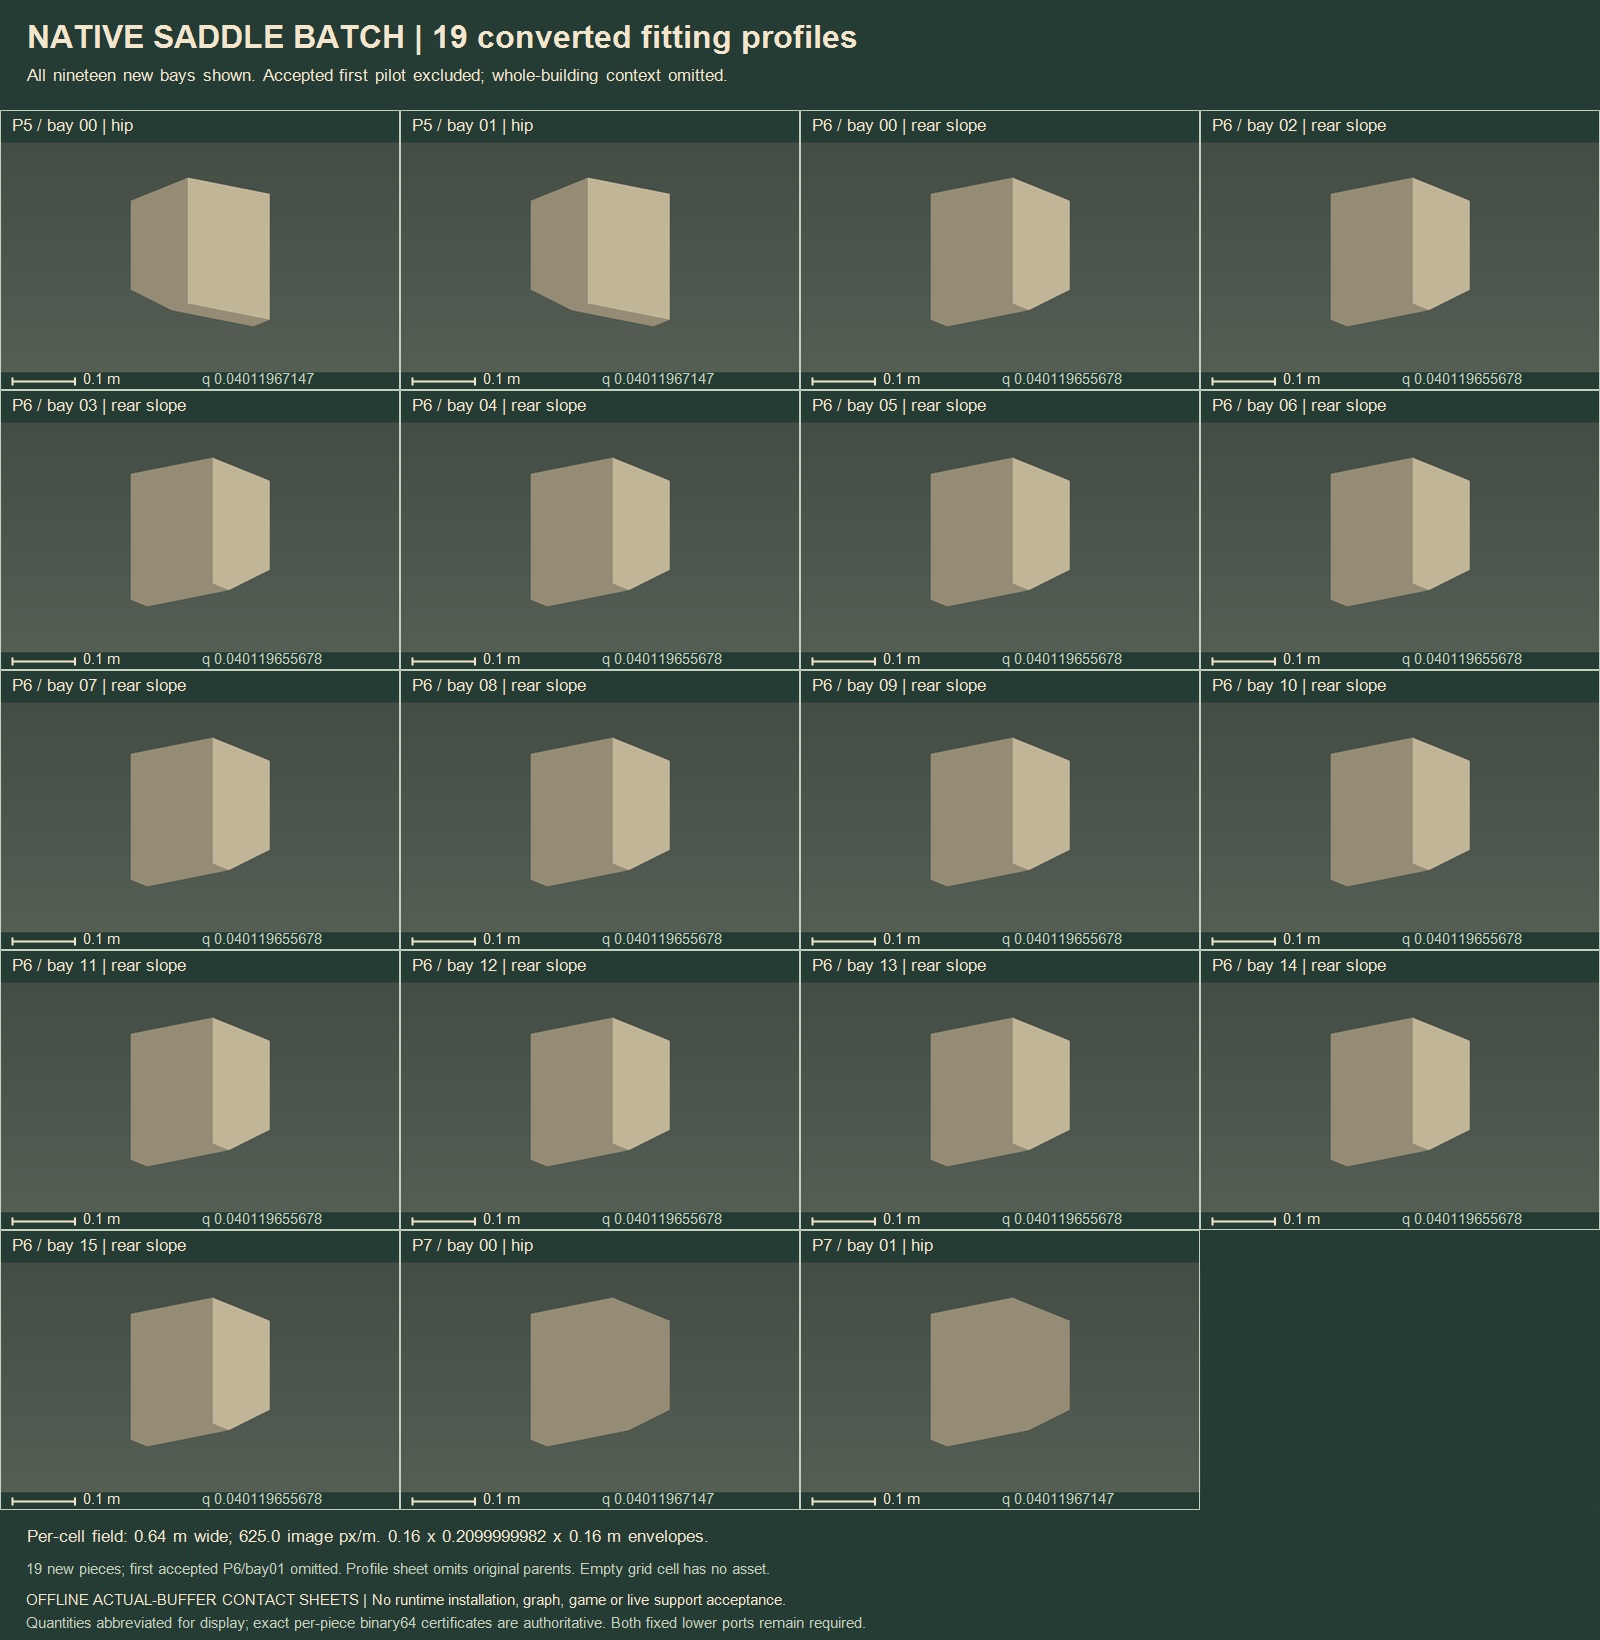 NATIVE SADDLE BATCH | 19 converted fitting profiles
All nineteen new bays shown. Accepted first pilot excluded; whole-building context omitted.
P5 / bay 00 | hip
0.1 m q 0.04011967147
P5 / bay 01 | hip
0.1 m q 0.04011967147
P6 / bay 00 | rear slope
0.1 m q 0.040119655678
P6 / bay 02 | rear slope
0.1 m q 0.040119655678
P6 / bay 03 | rear slope
0.1 m q 0.040119655678
P6 / bay 04 | rear slope
0.1 m q 0.040119655678
P6 / bay 05 | rear slope
0.1 m q 0.040119655678
P6 / bay 06 | rear slope
0.1 m q 0.040119655678
P6 / bay 07 | rear slope
0.1 m q 0.040119655678
P6 / bay 08 | rear slope
0.1 m q 0.040119655678
P6 / bay 09 | rear slope
0.1 m q 0.040119655678
P6 / bay 10 | rear slope
0.1 m q 0.040119655678
P6 / bay 11 | rear slope
0.1 m q 0.040119655678
P6 / bay 12 | rear slope
0.1 m q 0.040119655678
P6 / bay 13 | rear slope
0.1 m q 0.040119655678
P6 / bay 14 | rear slope
0.1 m q 0.040119655678
P6 / bay 15 | rear slope
0.1 m q 0.040119655678
P7 / bay 00 | hip
0.1 m q 0.04011967147
P7 / bay 01 | hip
0.1 m q 0.04011967147
Per-cell field: 0.64 m wide; 625.0 image px/m. 0.16 x 0.2099999982 x 0.16 m envelopes.
19 new pieces; first accepted P6/bay01 omitted. Profile sheet omits original parents. Empty grid cell has no asset.
OFFLINE ACTUAL-BUFFER CONTACT SHEETS | No runtime installation, graph, game or live support acceptance.
Quantities abbreviated for display; exact per-piece binary64 certificates are authoritative. Both fixed lower ports remain required.